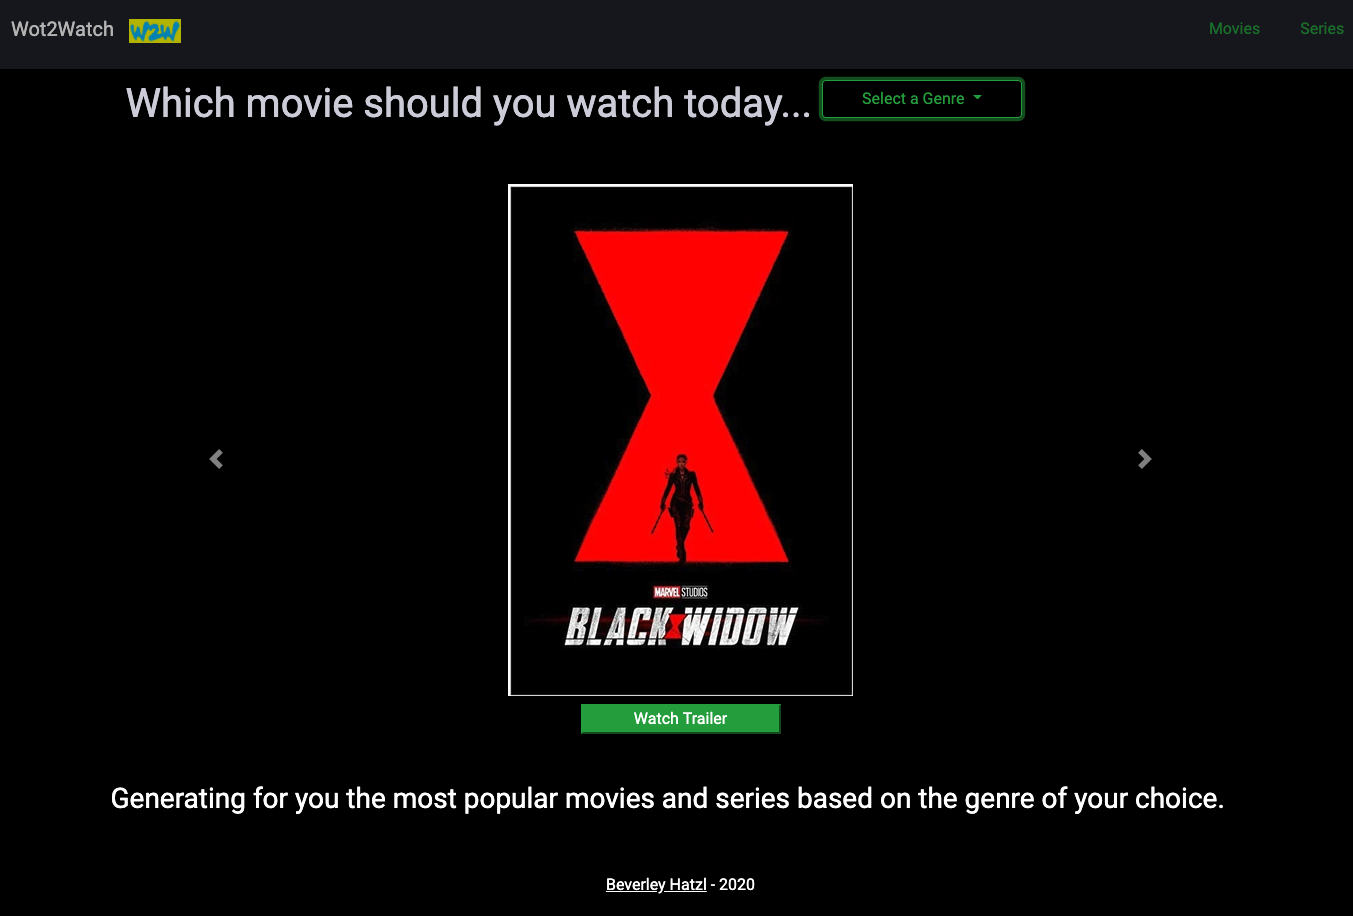 Wot2Watch W2W Movies Series
Which movie should you watch today... Select a Genre
MARVEL STUDIOS
BLACK WIDOW
Watch Trailer
Generating for you the most popular movies and series based on the genre of your choice.
Beverley Hatzl - 2020